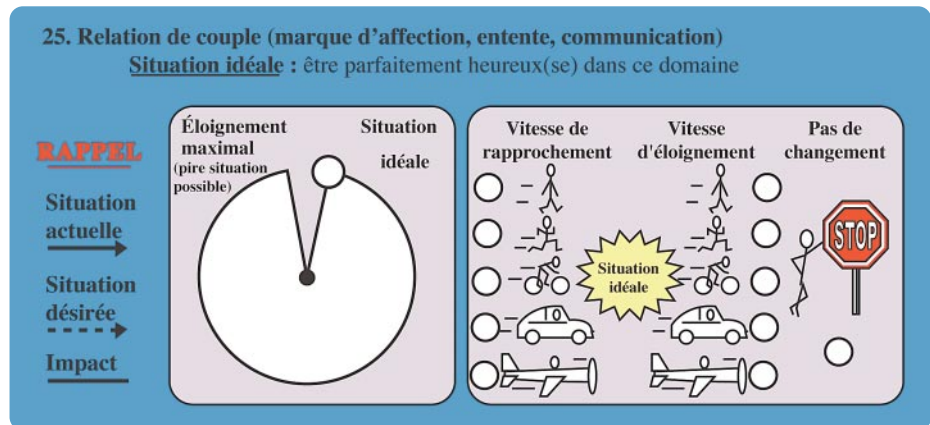 25. Relation de couple (marque d'affection, entente, communication)
Situation idéale : être parfaitement heureux(se) dans ce domaine
RAPPEL
Situation
actuelle
Situation
désirée
Impact
Éloignement
maximal
(pire situation
possible)
Situation
idéale
Vitesse de
rapprochement
Vitesse
d'éloignement
Pas de
changement
Situation
idéale
STOP